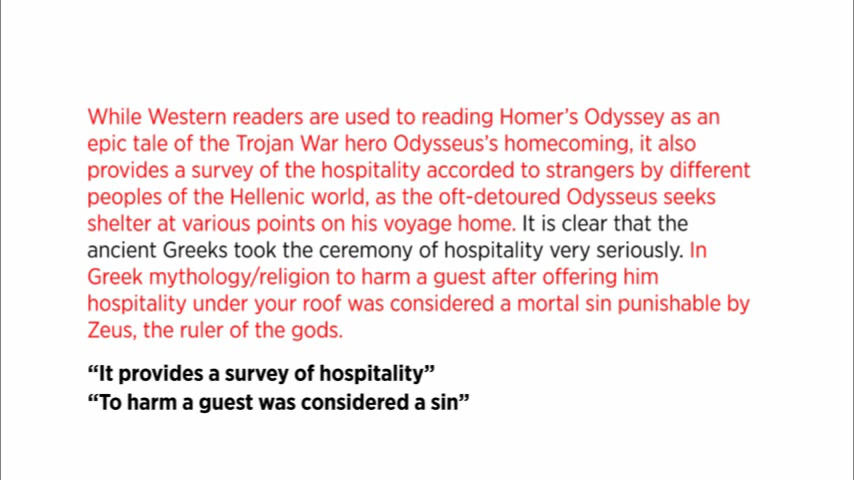 While Western readers are used to reading Homer’s Odyssey as an
epic tale of the Trojan War hero Odysseus’s homecoming, it also
provides a survey of the hospitality accorded to strangers by different
peoples of the Hellenic world, as the oft-detoured Odysseus seeks
shelter at various points on his voyage home. It is clear that the
ancient Greeks took the ceremony of hospitality very seriously. In
Greek mythology/religion to harm a guest after offering him
hospitality under your roof was considered a mortal sin punishable by
Zeus, the ruler of the gods.
“It provides a survey of hospitality”
“To harm a guest was considered a sin”